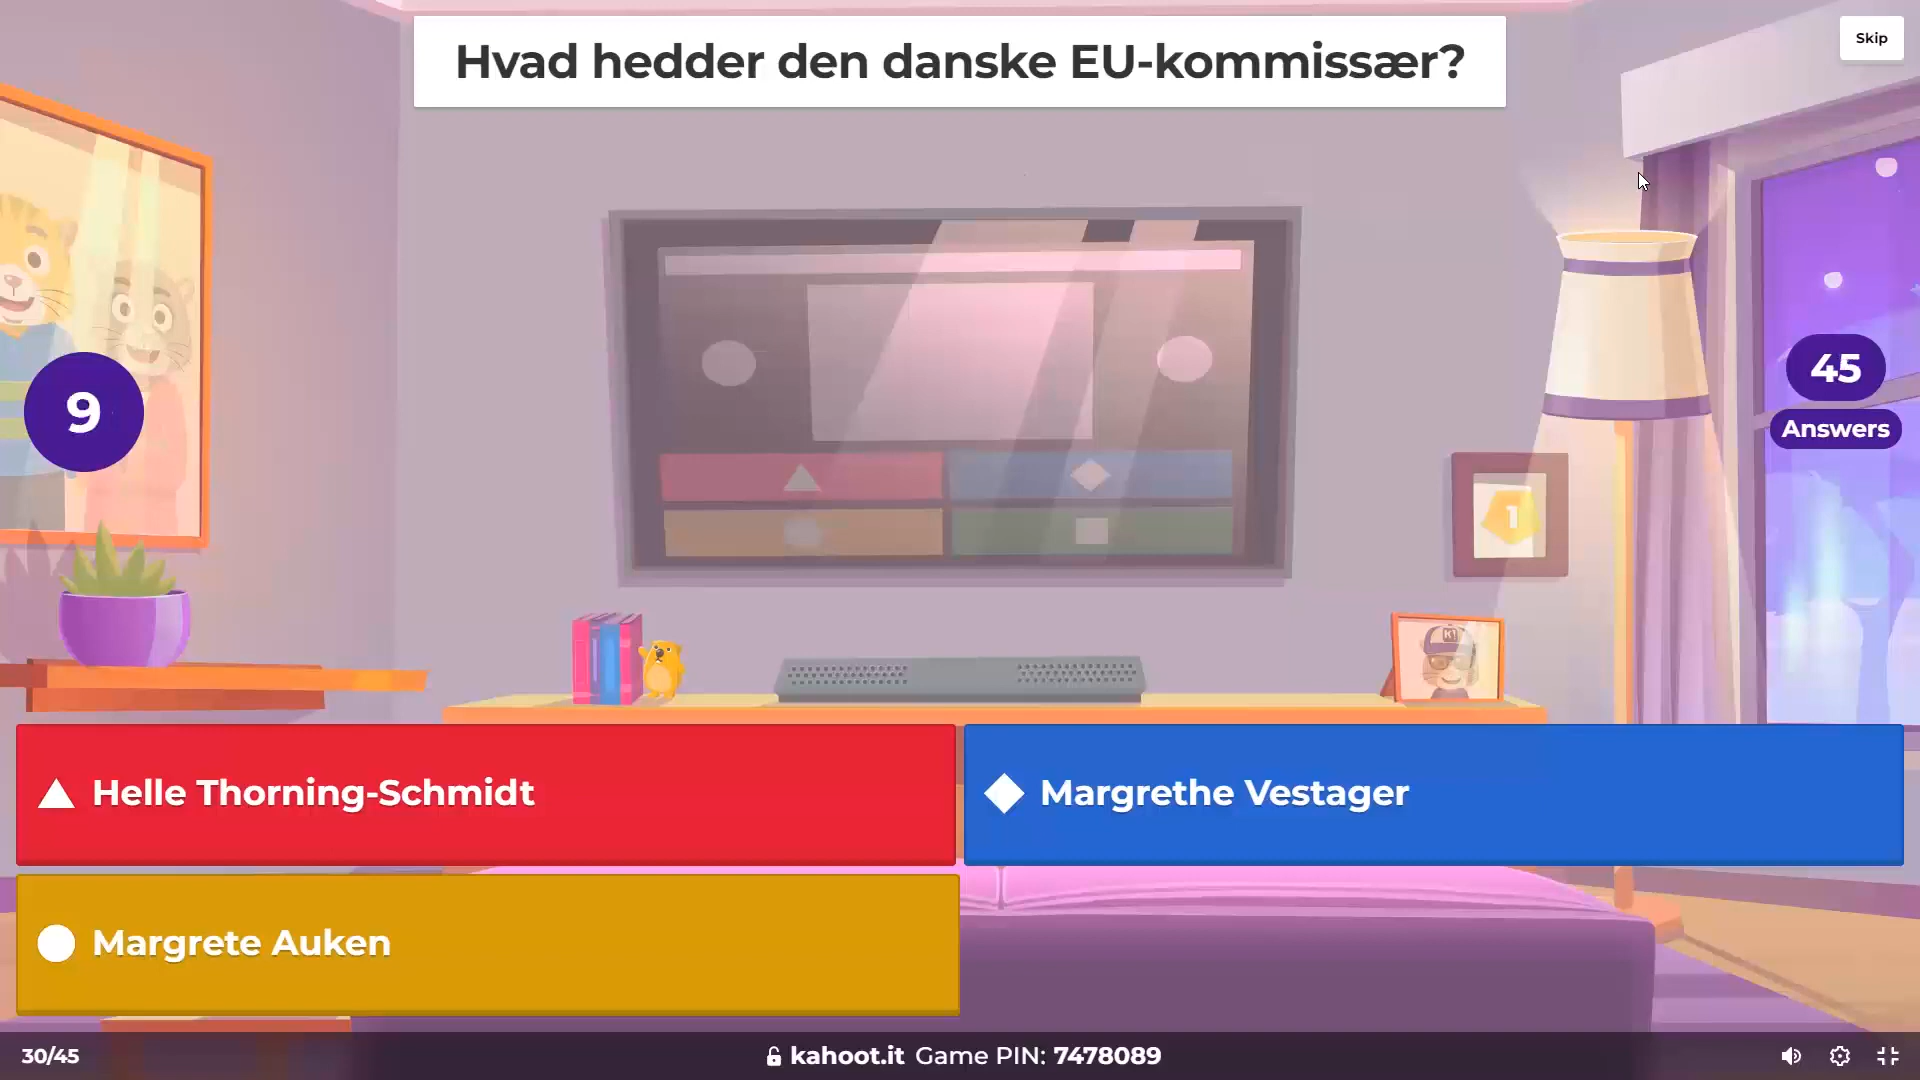 Hvad hedder den danske EU-kommissær?
Skip
9
45
Answers
1
K!
Helle Thorning-Schmidt
Margrethe Vestager
Margrete Auken
30/45
kahoot.it Game PIN: 7478089